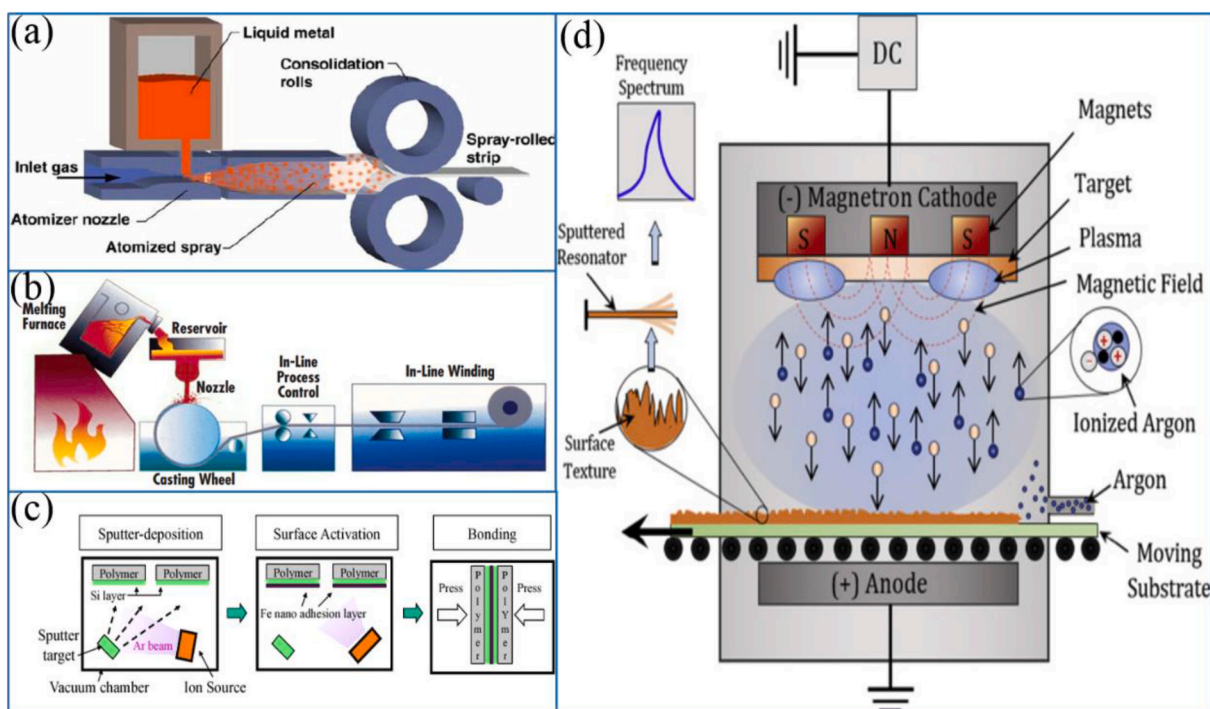 (a)
Liquid metal
Consolidation
rolls
Spray-rolled
strip
Inlet gas
Atomizer nozzle
Atomized spray
(b)
Melting
Furnace
Reservoir
Nozzle
Casting Wheel
In-Line
Process
Control
In-Line Winding
(c)
Sputter-deposition
Surface Activation
Bonding
Polymer
Polymer
Si layer
Sputter
target
Ar beam
Vacuum chamber
Ion Source
Polymer
Polymer
Fe nano adhesion layer
Press
Polymer
PolYmer
Press
(d)
DC
Frequency
Spectrum
Magnets
(-) Magnetron Cathode
Target
S
N
S
Plasma
Sputtered
Resonator
Magnetic Field
+
-
+
Ionized Argon
Surface
Texture
Argon
Moving
Substrate
(+) Anode